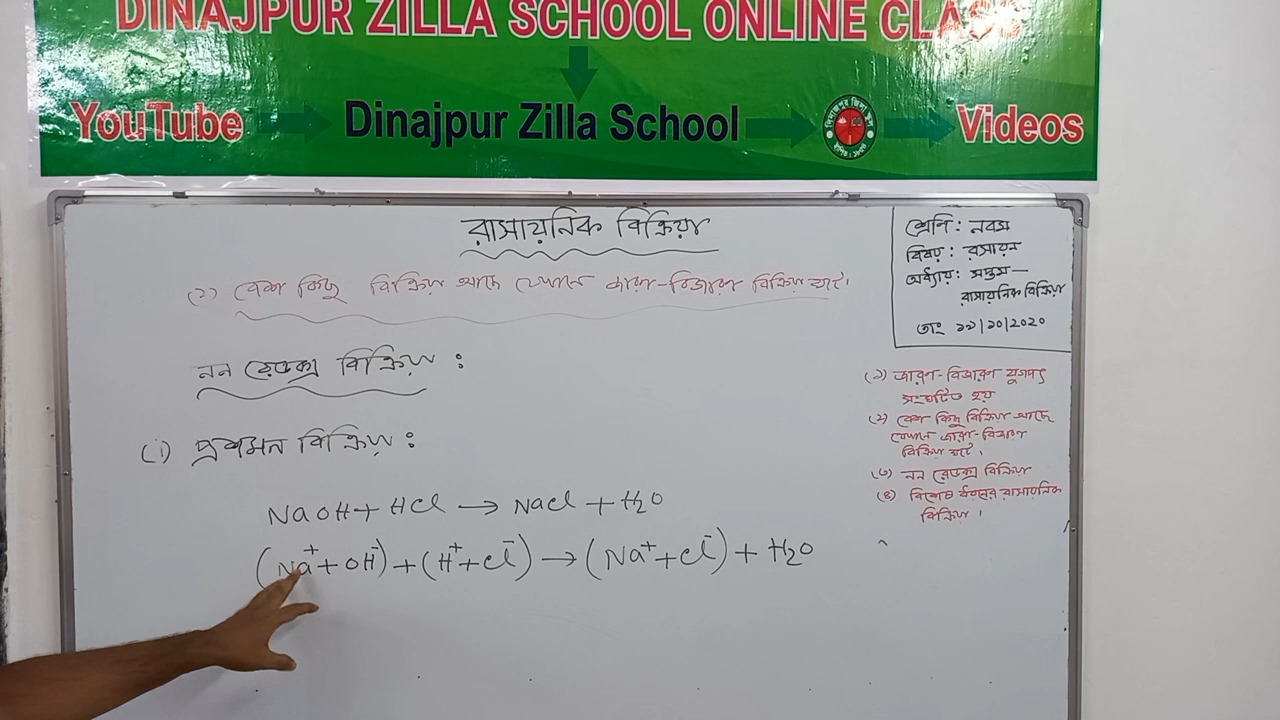 DINAJPUR ZILLA SCHOOL ONLINE CLASS
YouTube Dinajpur Zilla School Videos
দিনাজপুর জিলা স্কুল
রাসায়নিক বিক্রিয়া
(২) বেশ কিছু বিক্রিয়া আছে যেখানে জারণ-বিজারণ বিক্রিয়া ঘটে।
নন রেডক্স বিক্রিয়া :
(i) প্রশমন বিক্রিয়া :
NaOH + HCl → NaCl + H₂O
(Na⁺ + OH⁻) + (H⁺ + Cl⁻) → (Na⁺ + Cl⁻) + H₂O
শ্রেণি : নবম
বিষয় : রসায়ন
অধ্যায় : সপ্তম —
রাসায়নিক বিক্রিয়া
তাং ১১/১০/২০২০
(১) জারণ-বিজারণ যুগপৎ
সংঘটিত হয়
(২) বেশ কিছু বিক্রিয়া আছে
যেখানে জারণ-বিজারণ
বিক্রিয়া ঘটে।
(৩) নন রেডক্স বিক্রিয়া
(৪) বিশেষ ধরনের রাসায়নিক
বিক্রিয়া।